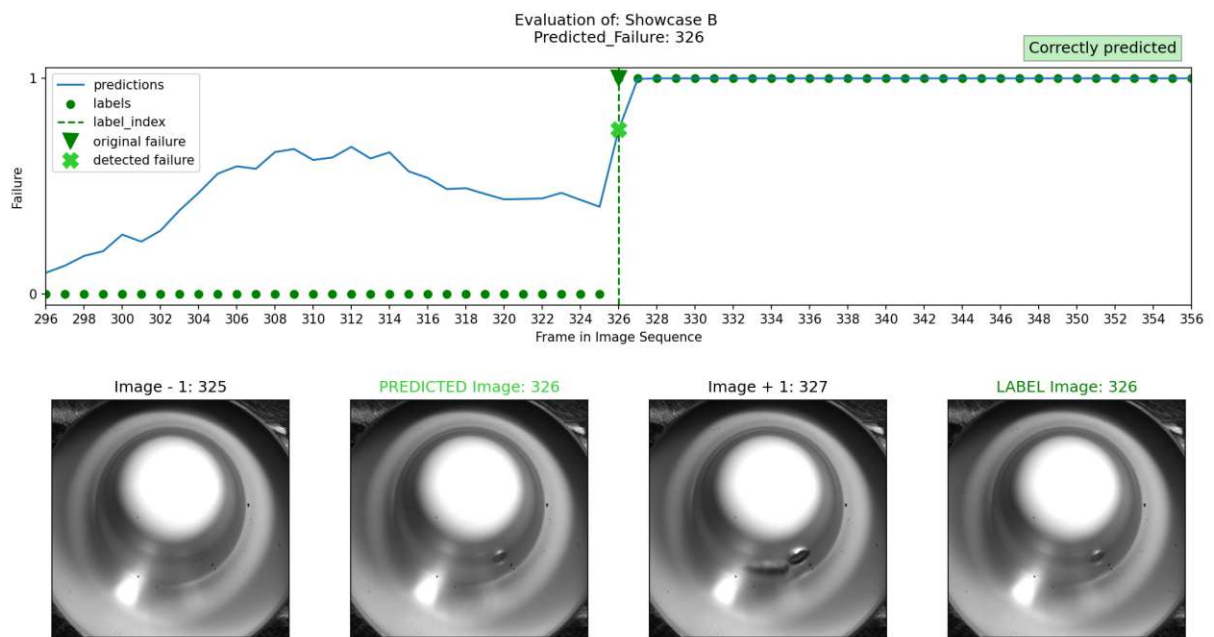 Evaluation of: Showcase B
Predicted_Failure: 326
Correctly predicted
1
predictions
labels
label_index
original failure
detected failure
Failure
0
296 298 300 302 304 306 308 310 312 314 316 318 320 322 324 326 328 330 332 334 336 338 340 342 344 346 348 350 352 354 356
Frame in Image Sequence
Image - 1: 325 PREDICTED Image: 326 Image + 1: 327 LABEL Image: 326